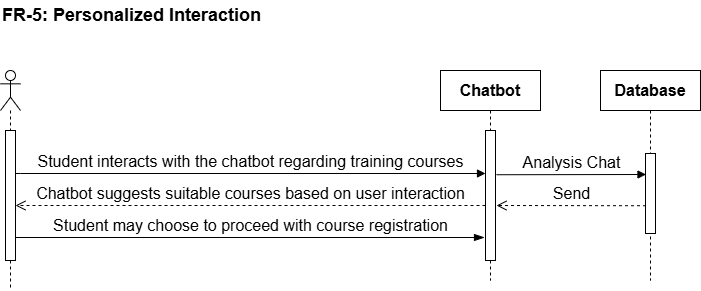 FR-5: Personalized Interaction
Chatbot
Database
Student interacts with the chatbot regarding training courses
Analysis Chat
Chatbot suggests suitable courses based on user interaction
Send
Student may choose to proceed with course registration